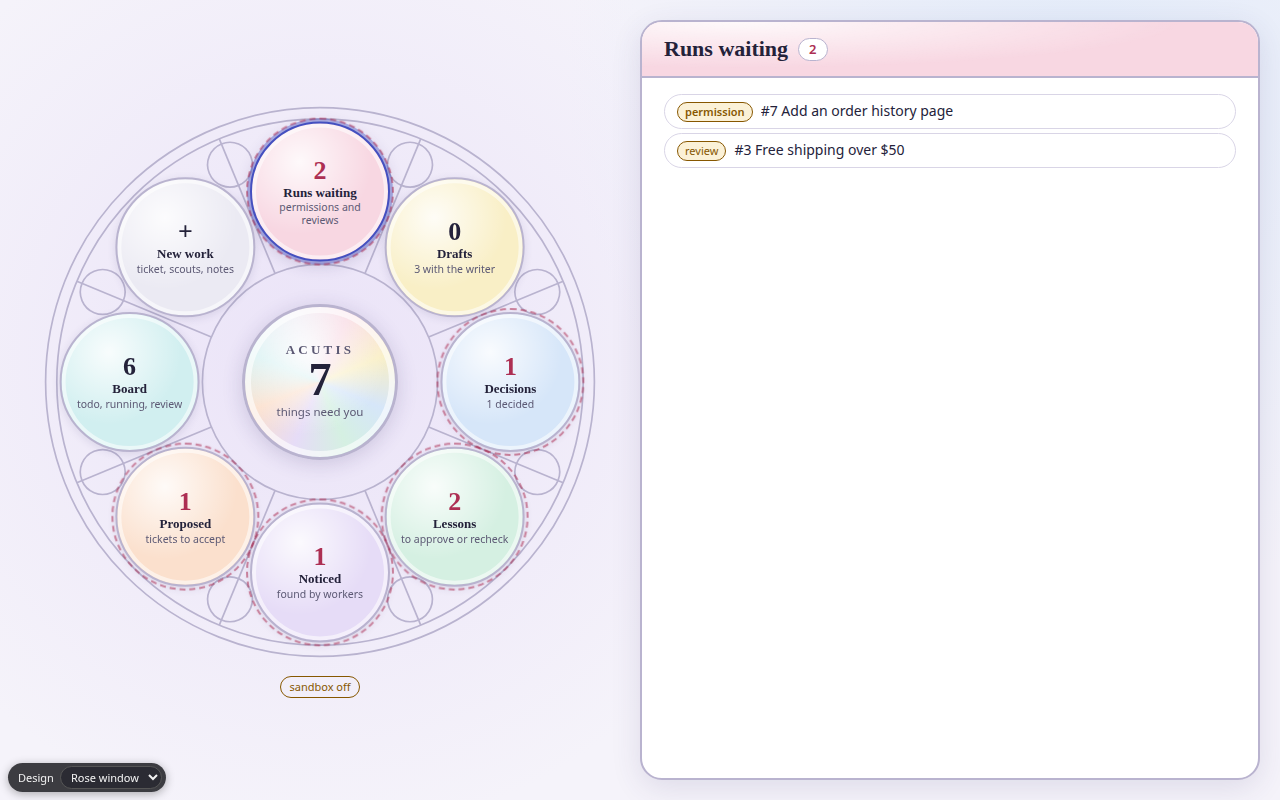 2
Runs waiting
permissions and
reviews
+
New work
ticket, scouts, notes
0
Drafts
3 with the writer
6
Board
todo, running, review
ACUTIS
7
things need you
1
Decisions
1 decided
1
Proposed
tickets to accept
2
Lessons
to approve or recheck
1
Noticed
found by workers
sandbox off
Design Rose window
Runs waiting 2
permission #7 Add an order history page
review #3 Free shipping over $50